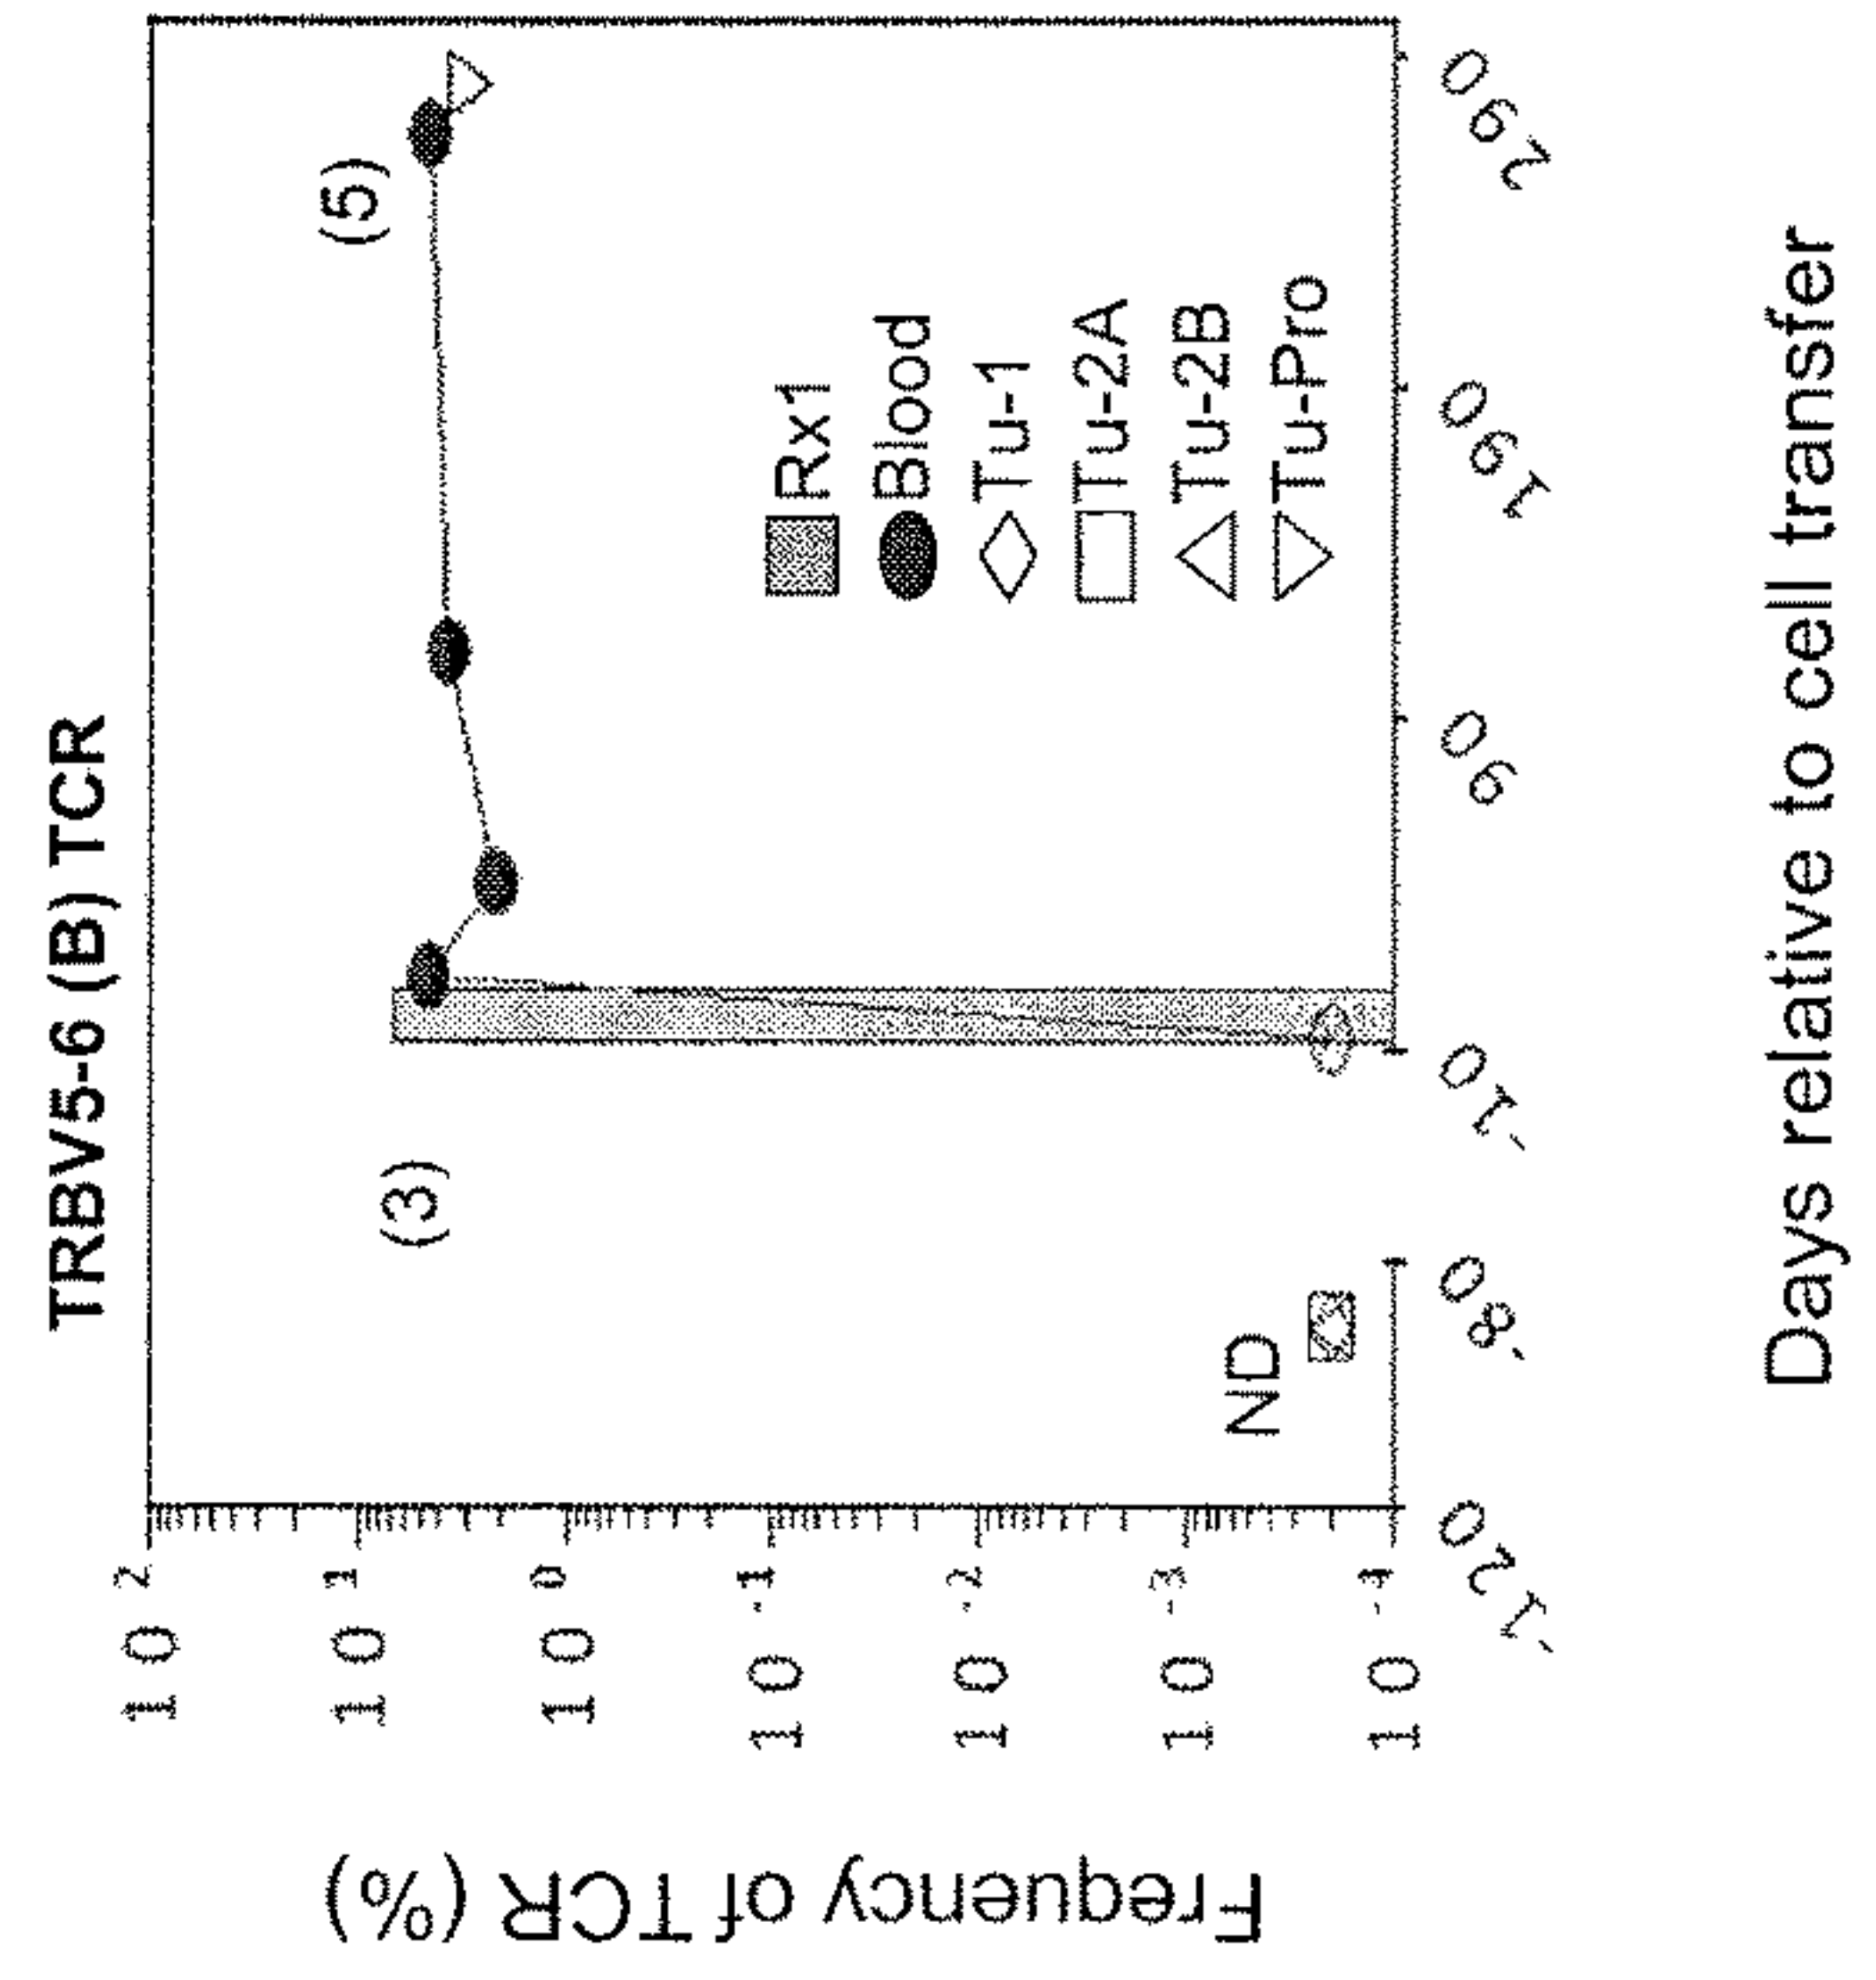 TRBV5-6 (B) TCR
Frequency of TCR (%)
10 2
10 1
10 0
10 -1
10 -2
10 -3
10 -4
(3)
(5)
ND
Rx1
Blood
Tu-1
Tu-2A
Tu-2B
Tu-Pro
-120
-80
-10
90
190
290
Days relative to cell transfer